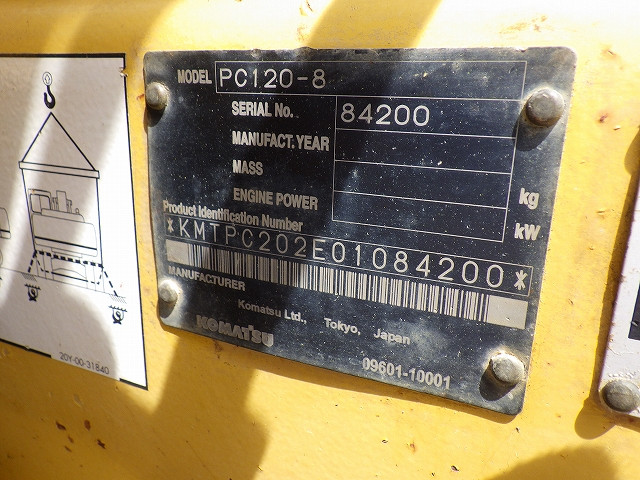 MODEL PC120-8
SERIAL No. 84200
MANUFACT. YEAR
MASS kg
ENGINE POWER kW
Product Identification Number
*KMTPC202E01084200*
MANUFACTURER
Komatsu Ltd., Tokyo, Japan
KOMATSU
09601-10001
20Y-00-31840